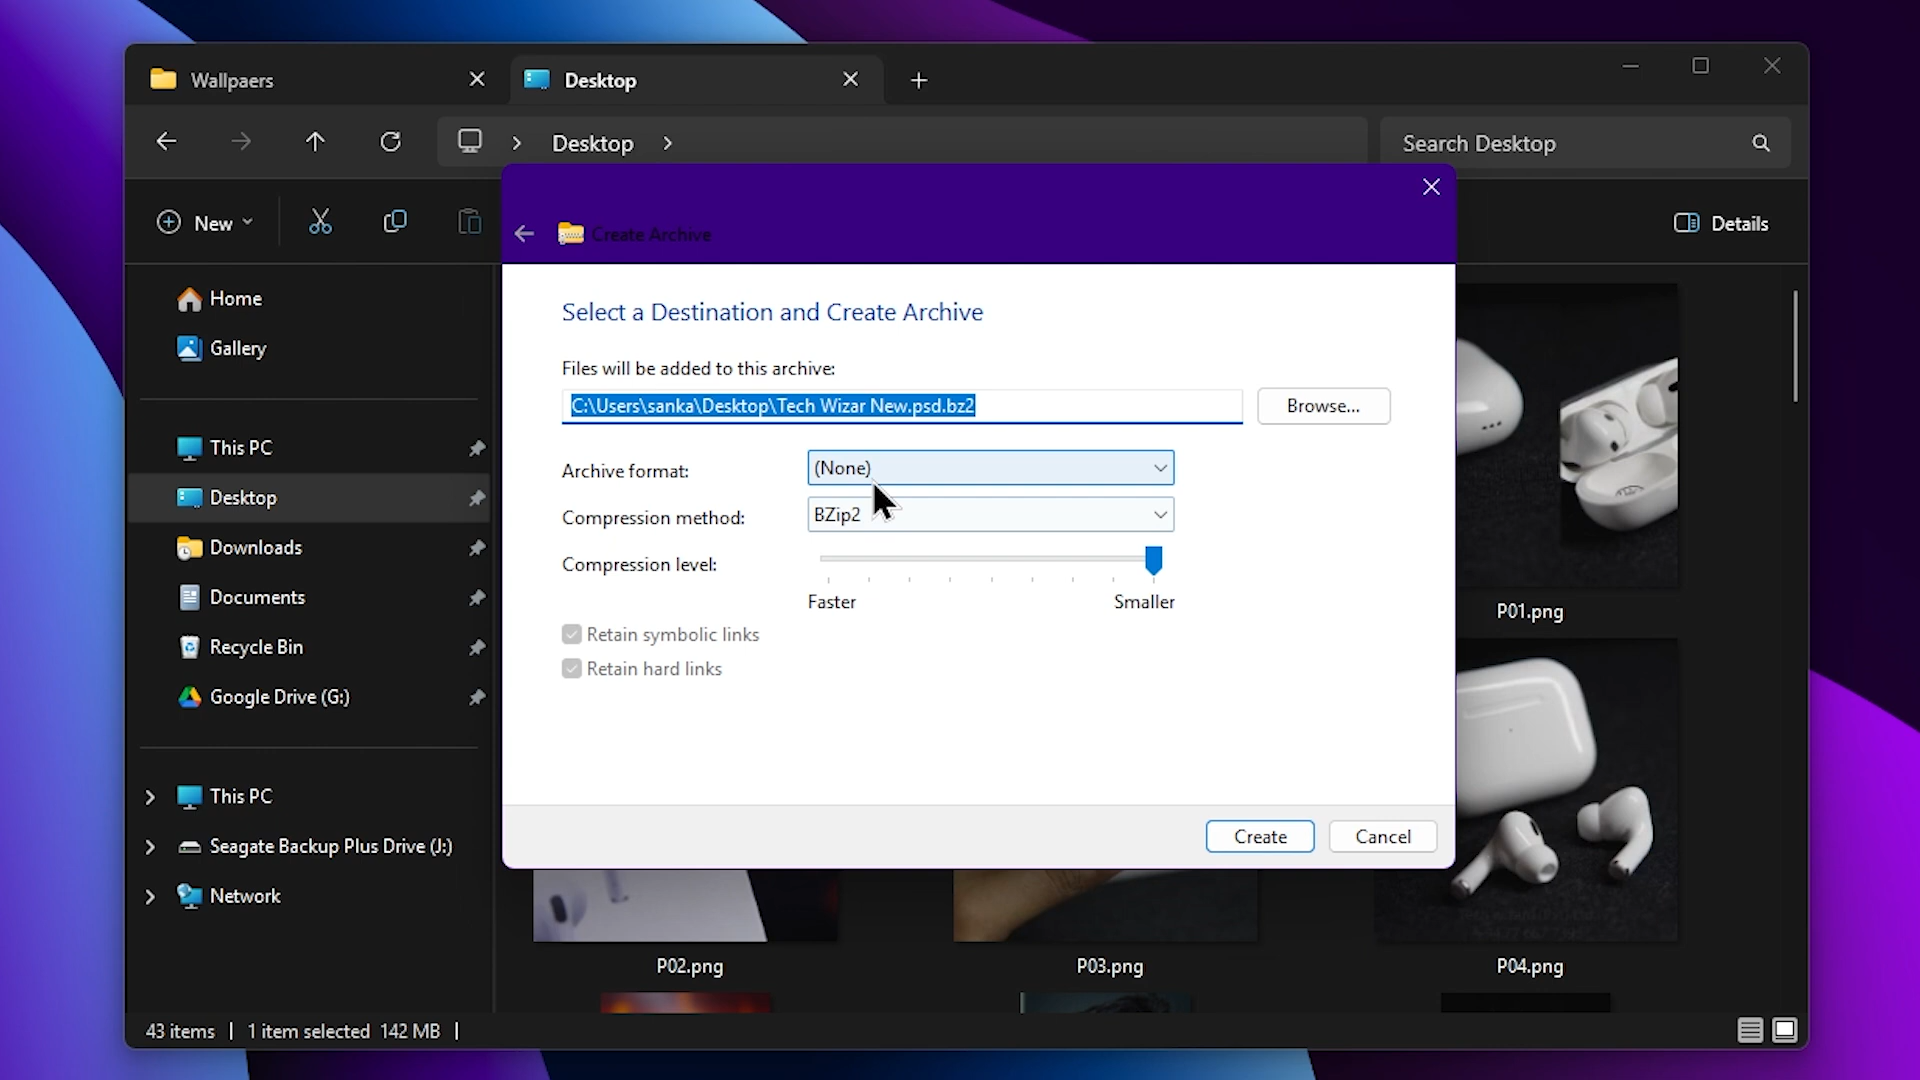 Wallpaers
Desktop
Desktop
Search Desktop
New
Details
Create Archive
Select a Destination and Create Archive
Files will be added to this archive:
C:\Users\sanka\Desktop\Tech Wizar New.psd.bz2
Browse...
Archive format:
(None)
Compression method:
BZip2
Compression level:
Faster
Smaller
Retain symbolic links
Retain hard links
Create
Cancel
Home
Gallery
This PC
Desktop
Downloads
Documents
Recycle Bin
Google Drive (G:)
This PC
Seagate Backup Plus Drive (J:)
Network
P01.png
P02.png
P03.png
P04.png
43 items
1 item selected 142 MB